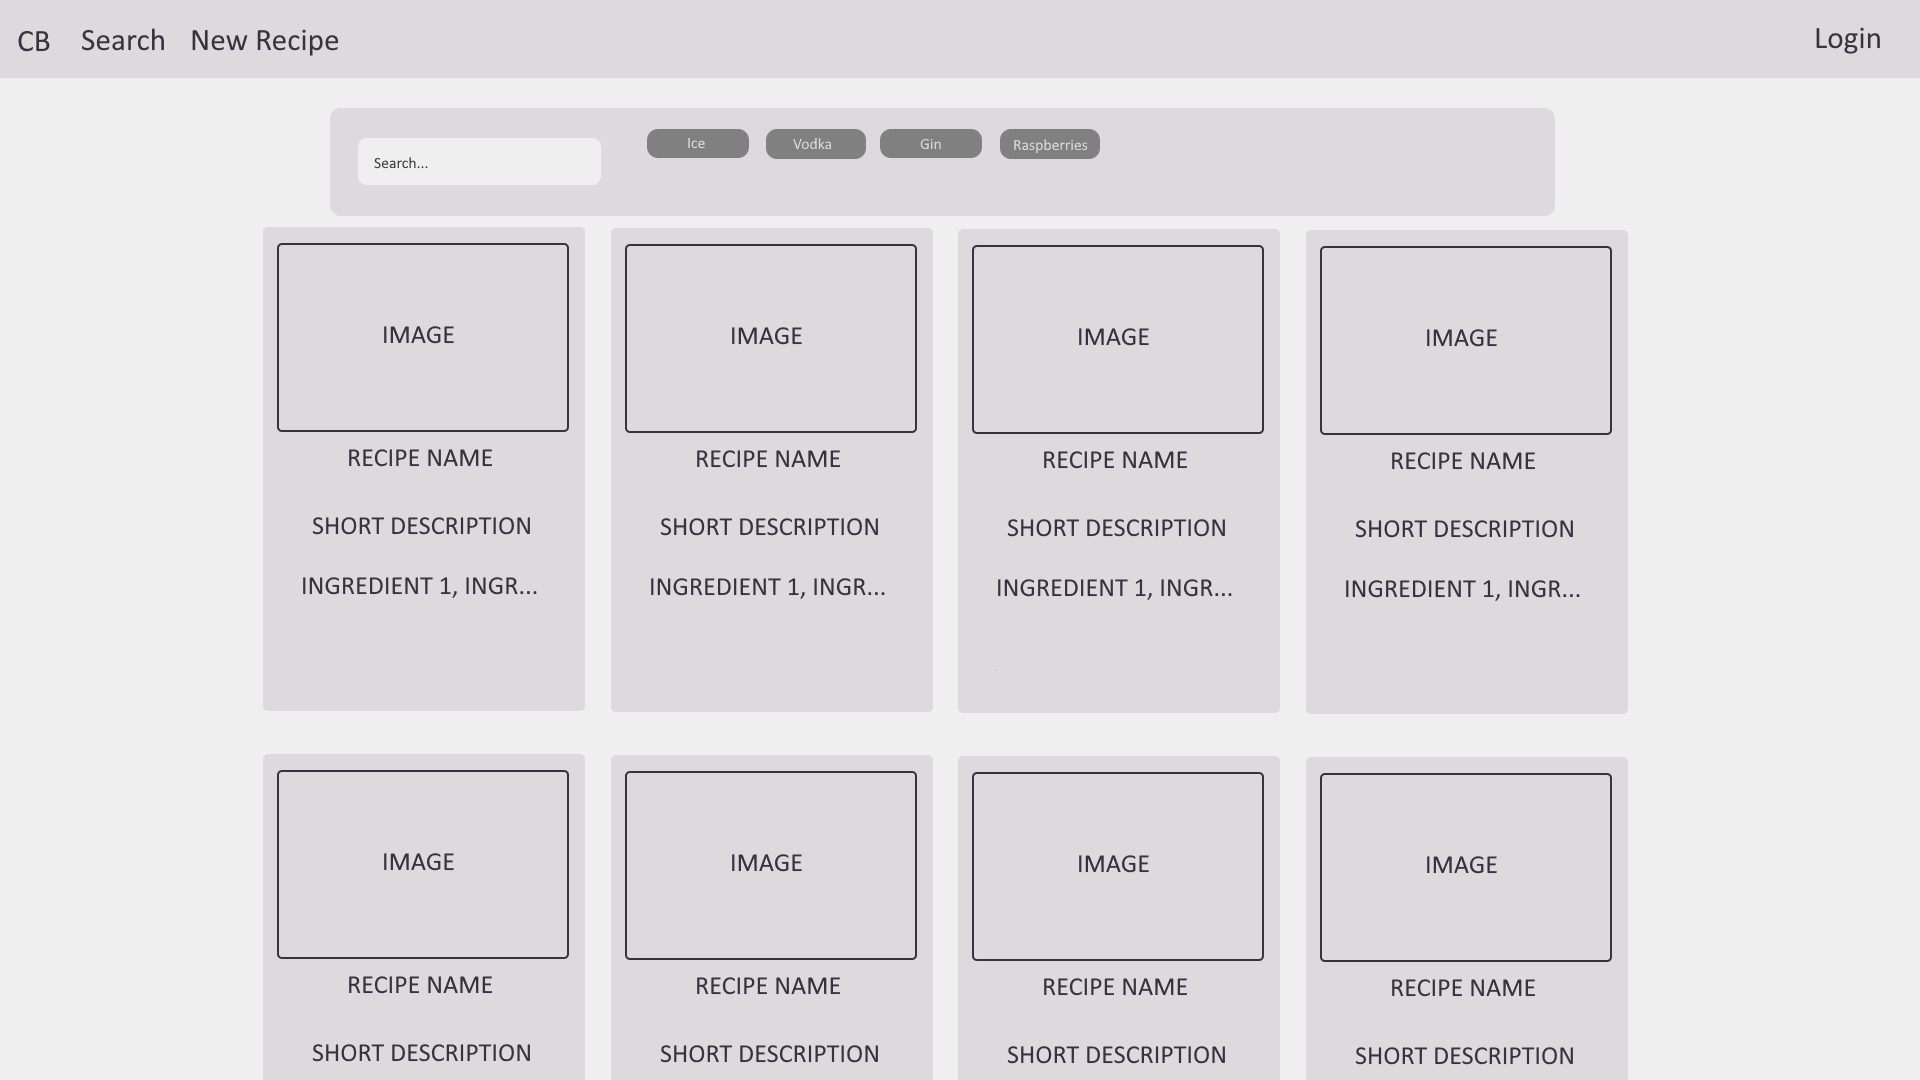 CB Search New Recipe Login
Search... Ice Vodka Gin Raspberries
IMAGE IMAGE IMAGE IMAGE
RECIPE NAME RECIPE NAME RECIPE NAME RECIPE NAME
SHORT DESCRIPTION SHORT DESCRIPTION SHORT DESCRIPTION SHORT DESCRIPTION
INGREDIENT 1, INGR... INGREDIENT 1, INGR... INGREDIENT 1, INGR... INGREDIENT 1, INGR...
IMAGE IMAGE IMAGE IMAGE
RECIPE NAME RECIPE NAME RECIPE NAME RECIPE NAME
SHORT DESCRIPTION SHORT DESCRIPTION SHORT DESCRIPTION SHORT DESCRIPTION